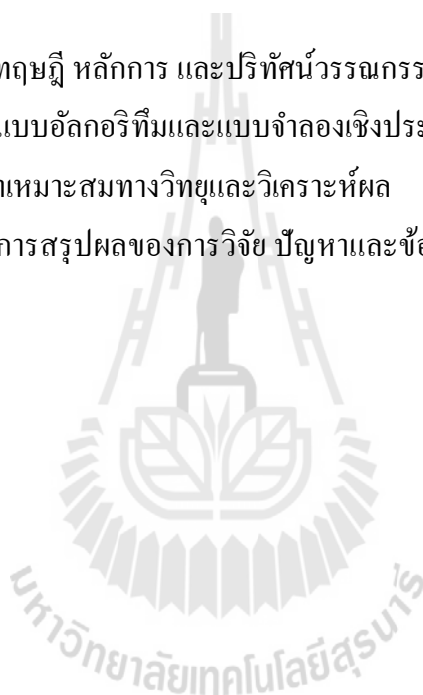 ทฤษฎี หลักการ และปริทัศน์วรรณกรร
แบบอัลกอริทึมและแบบจำลองเชิงประ
าเหมาะสมทางวิทยุและวิเคราะห์ผล
การสรุปผลของการวิจัย ปัญหาและข้อ
มหาวิทยาลัยเทคโนโลยีสุรนารี